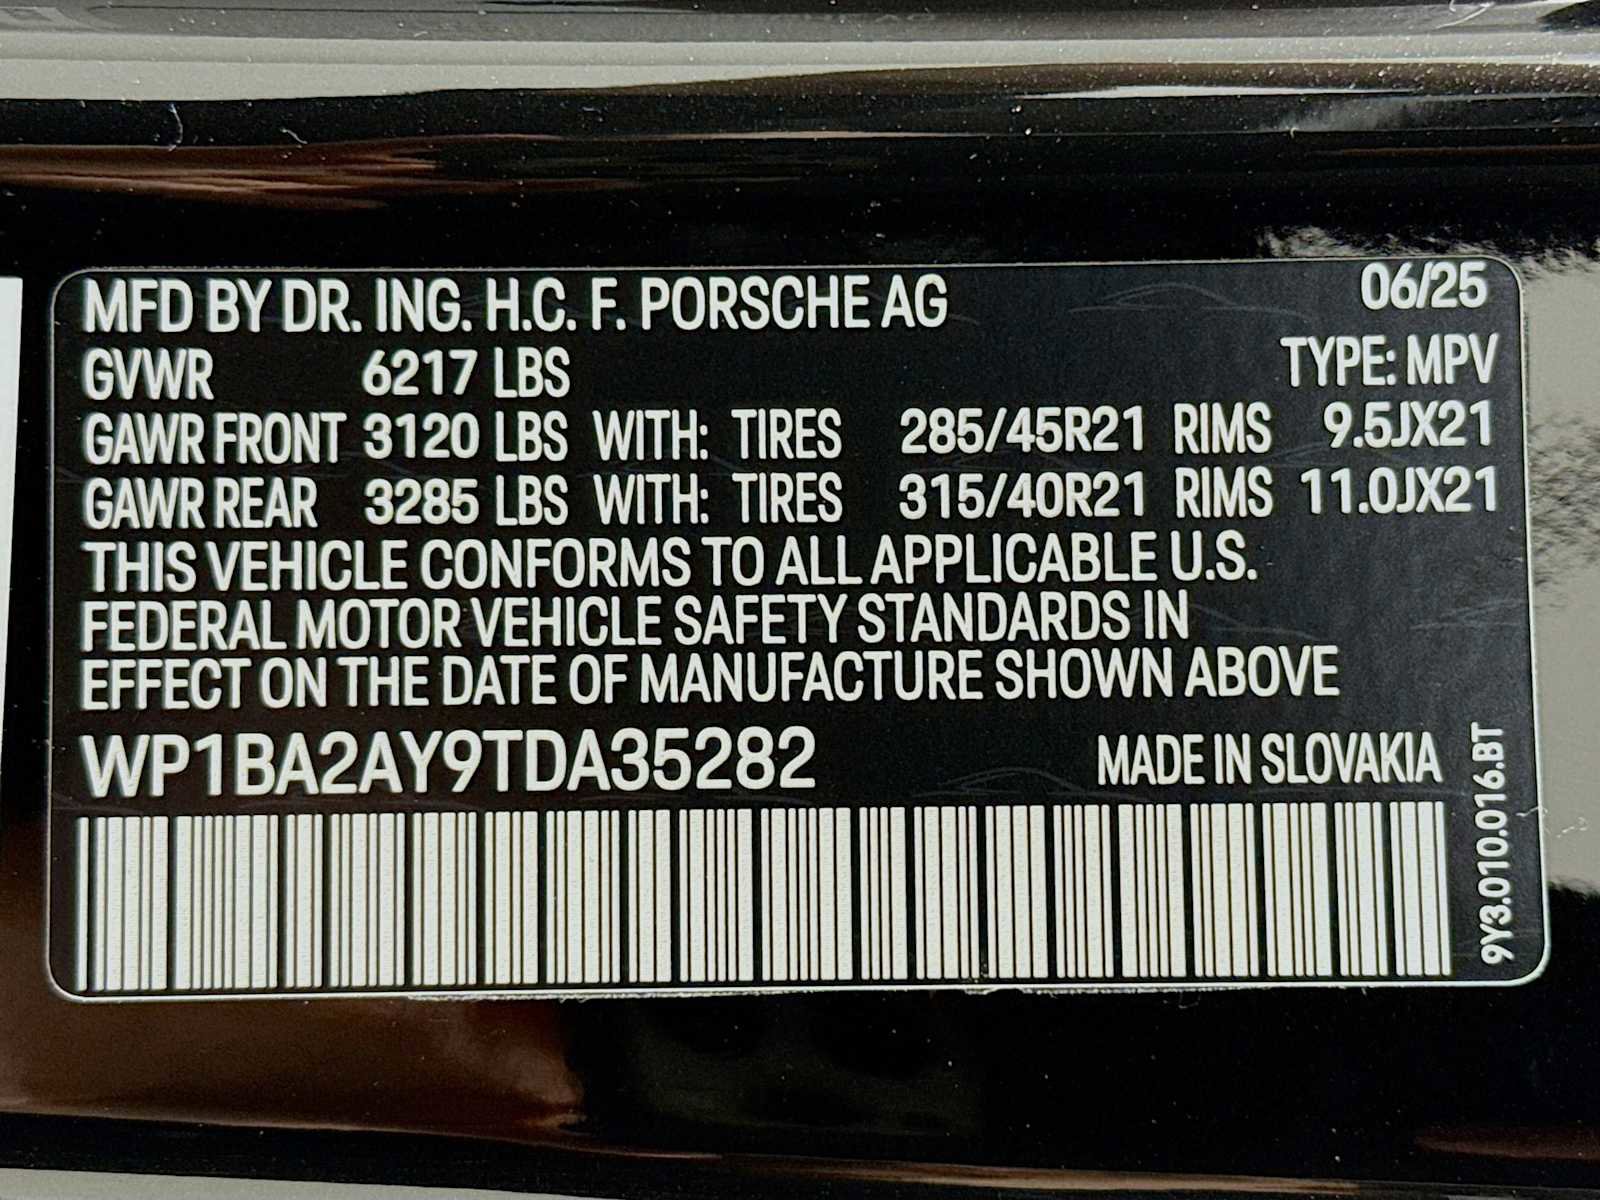 MFD BY DR. ING. H.C. F. PORSCHE AG 06/25
GVWR 6217 LBS TYPE: MPV
GAWR FRONT 3120 LBS WITH: TIRES 285/45R21 RIMS 9.5JX21
GAWR REAR 3285 LBS WITH: TIRES 315/40R21 RIMS 11.0JX21
THIS VEHICLE CONFORMS TO ALL APPLICABLE U.S.
FEDERAL MOTOR VEHICLE SAFETY STANDARDS IN
EFFECT ON THE DATE OF MANUFACTURE SHOWN ABOVE
WP1BA2AY9TDA35282 MADE IN SLOVAKIA
9Y3.010.016.BT